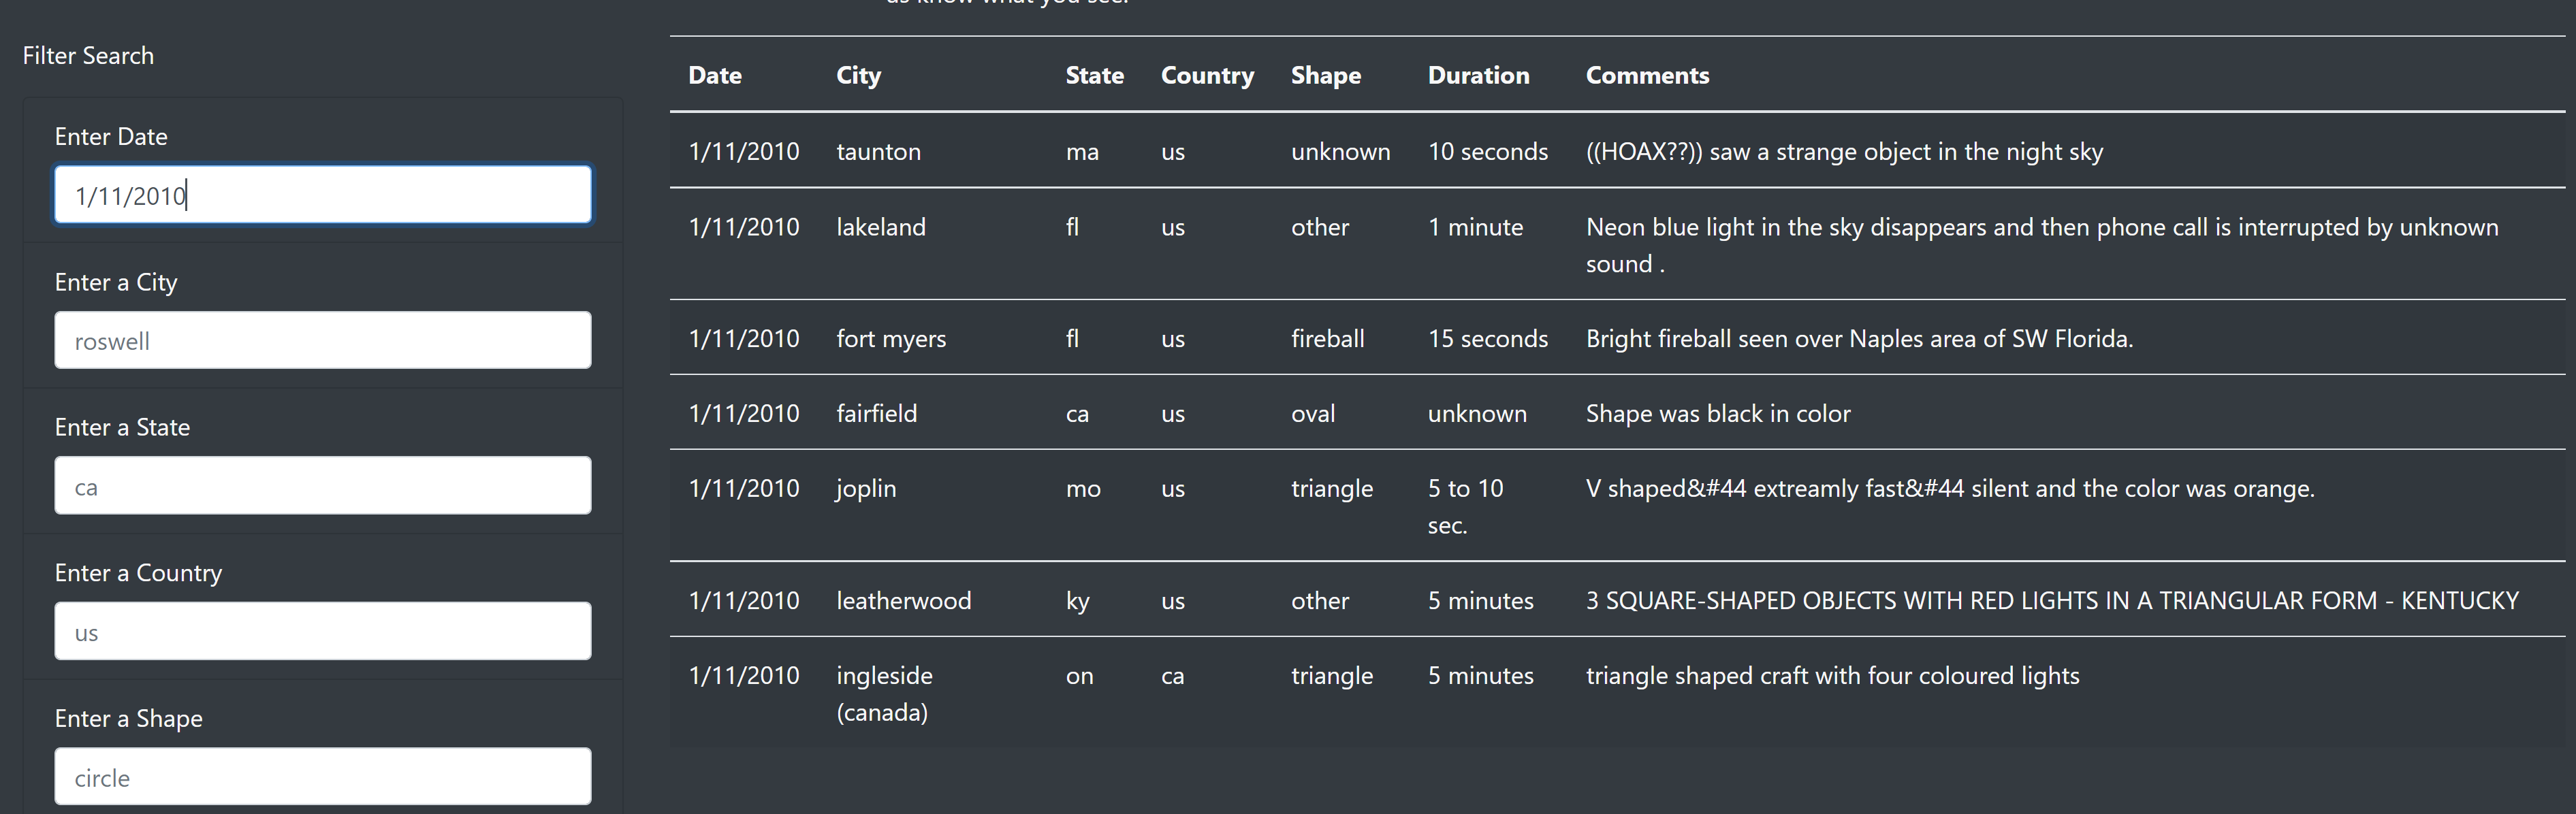 us know what you see.
Filter Search
Enter Date
1/11/2010
Enter a City
roswell
Enter a State
ca
Enter a Country
us
Enter a Shape
circle
Date City State Country Shape Duration Comments
1/11/2010 taunton ma us unknown 10 seconds ((HOAX??)) saw a strange object in the night sky
1/11/2010 lakeland fl us other 1 minute Neon blue light in the sky disappears and then phone call is interrupted by unknown
sound .
1/11/2010 fort myers fl us fireball 15 seconds Bright fireball seen over Naples area of SW Florida.
1/11/2010 fairfield ca us oval unknown Shape was black in color
1/11/2010 joplin mo us triangle 5 to 10 V shaped&#44 extreamly fast&#44 silent and the color was orange.
sec.
1/11/2010 leatherwood ky us other 5 minutes 3 SQUARE-SHAPED OBJECTS WITH RED LIGHTS IN A TRIANGULAR FORM - KENTUCKY
1/11/2010 ingleside on ca triangle 5 minutes triangle shaped craft with four coloured lights
(canada)